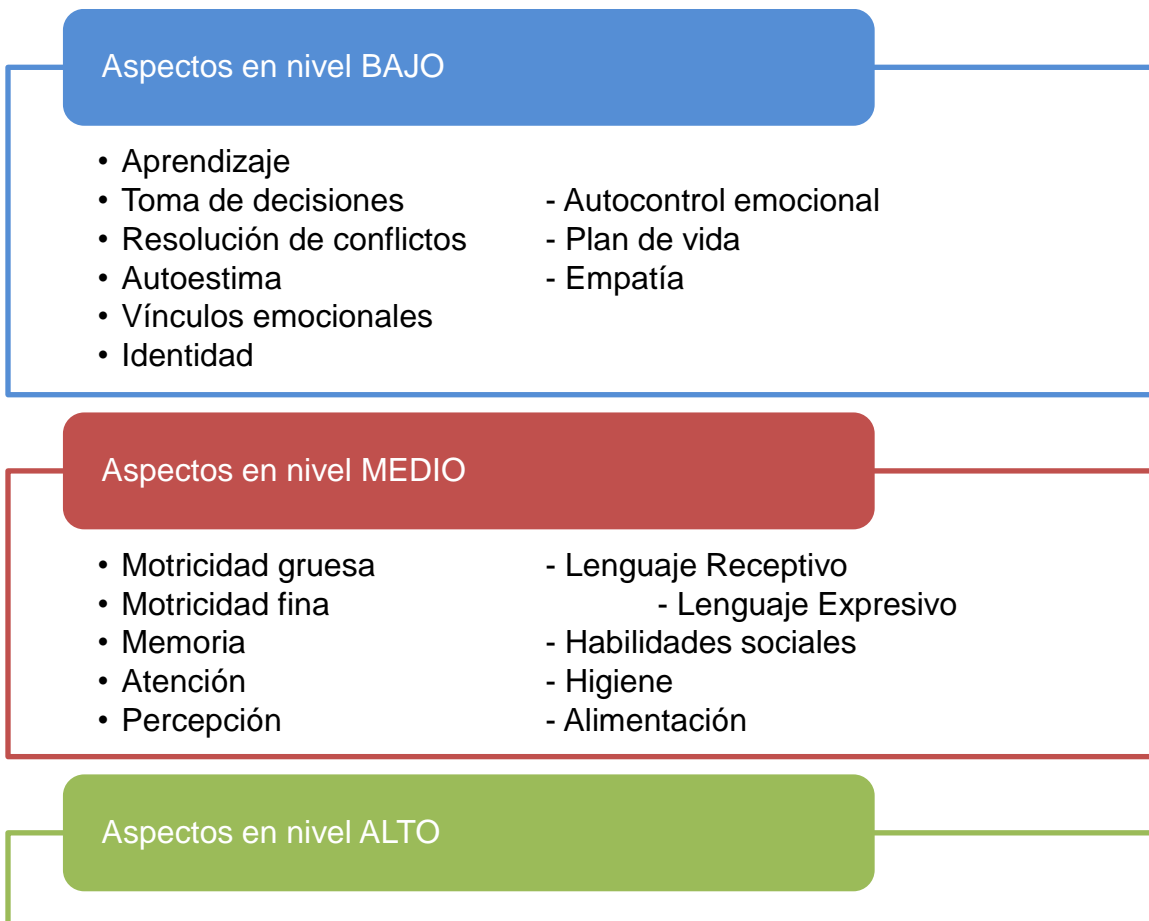 Aspectos en nivel BAJO
• Aprendizaje
• Toma de decisiones - Autocontrol emocional
• Resolución de conflictos - Plan de vida
• Autoestima - Empatía
• Vínculos emocionales
• Identidad
Aspectos en nivel MEDIO
• Motricidad gruesa - Lenguaje Receptivo
• Motricidad fina - Lenguaje Expresivo
• Memoria - Habilidades sociales
• Atención - Higiene
• Percepción - Alimentación
Aspectos en nivel ALTO